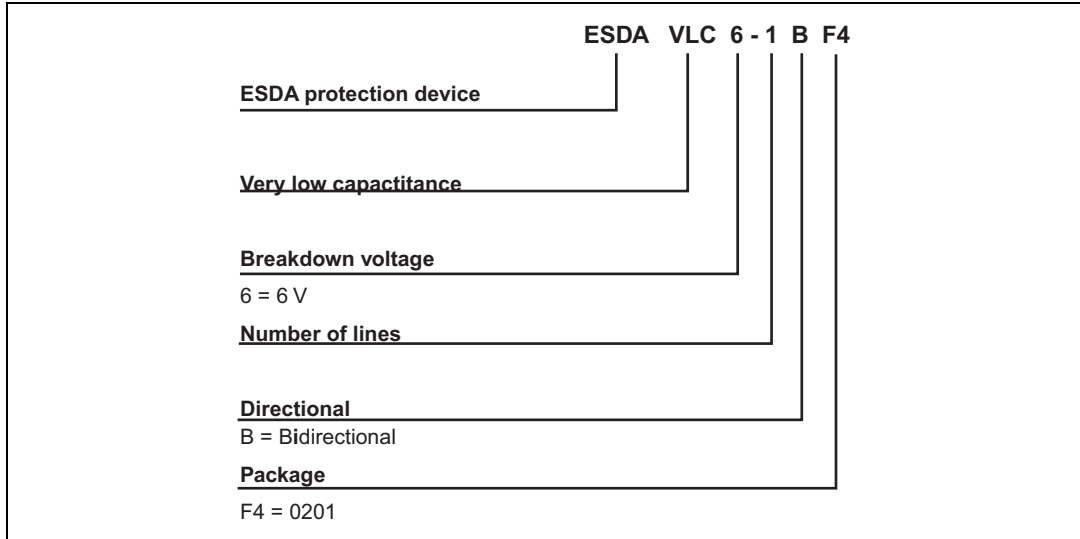 ESDA VLC 6 - 1 B F4
ESDA protection device
Very low capactitance
Breakdown voltage
6 = 6 V
Number of lines
Directional
B = Bidirectional
Package
F4 = 0201